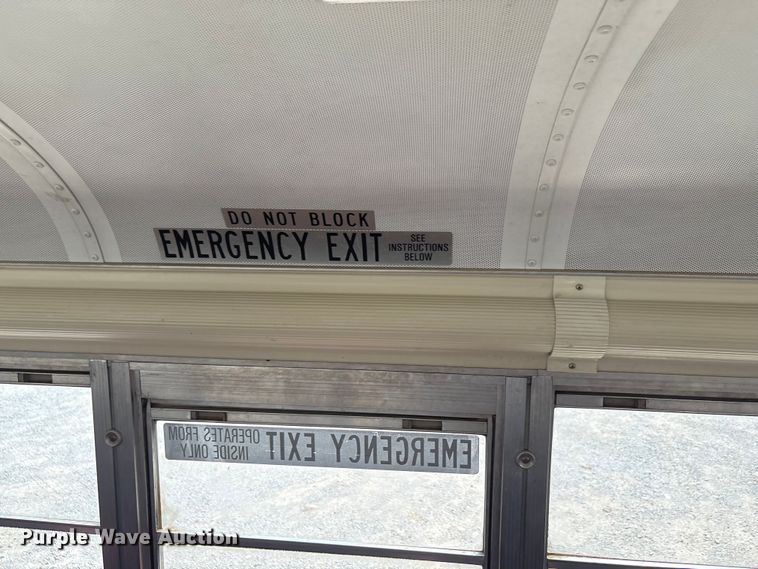 DO NOT BLOCK
EMERGENCY EXIT
SEE
INSTRUCTIONS
BELOW
EMERGENCY EXIT
OPERATES FROM
INSIDE ONLY
Purple Wave Auction